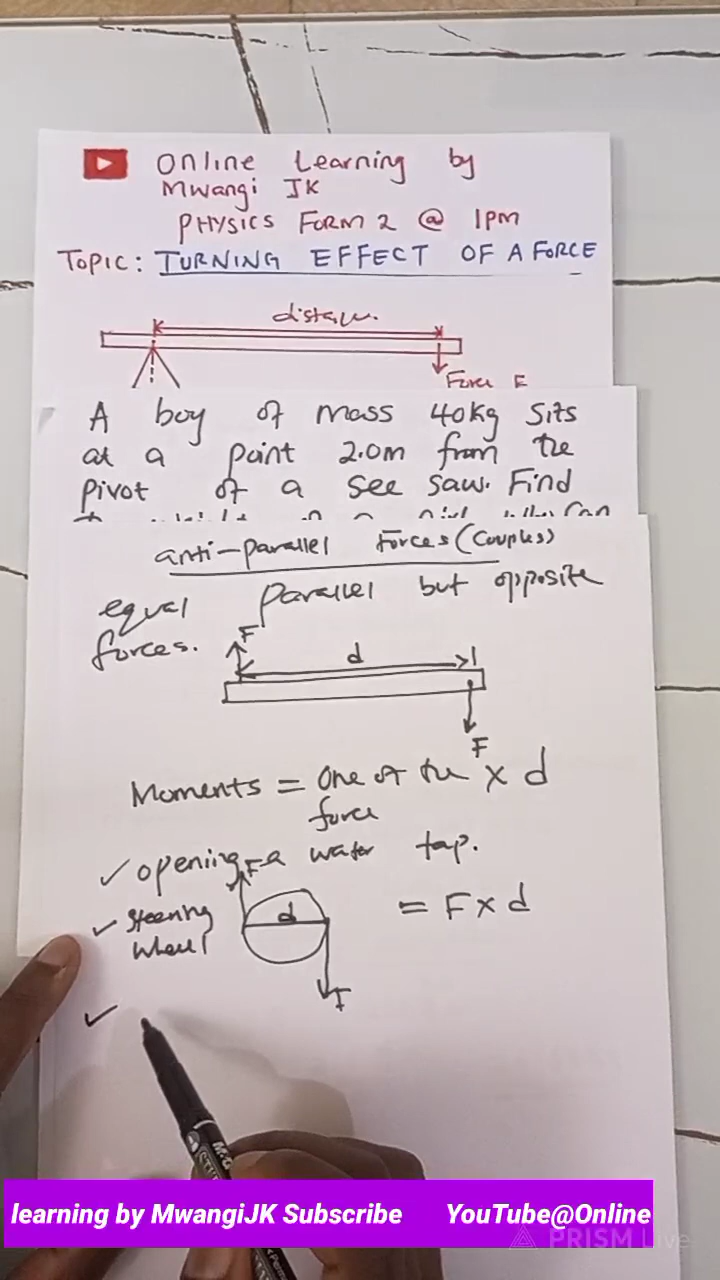 Online Learning by
Mwangi JK
PHYSICS FORM 2 @ 1PM
TOPIC: TURNING EFFECT OF A FORCE
distance.
Force F
A boy of mass 40kg sits
at a point 2.0m from the
pivot of a see saw. Find
anti-parallel Forces (Couples)
equal parallel but opposite
forces.
F
d
F
Moments = One of the × d
force
✓ opening a water tap.
F
✓ Steering
wheel
d
= F × d
F
✓
learning by MwangiJK Subscribe YouTube@Online
PRISM Live